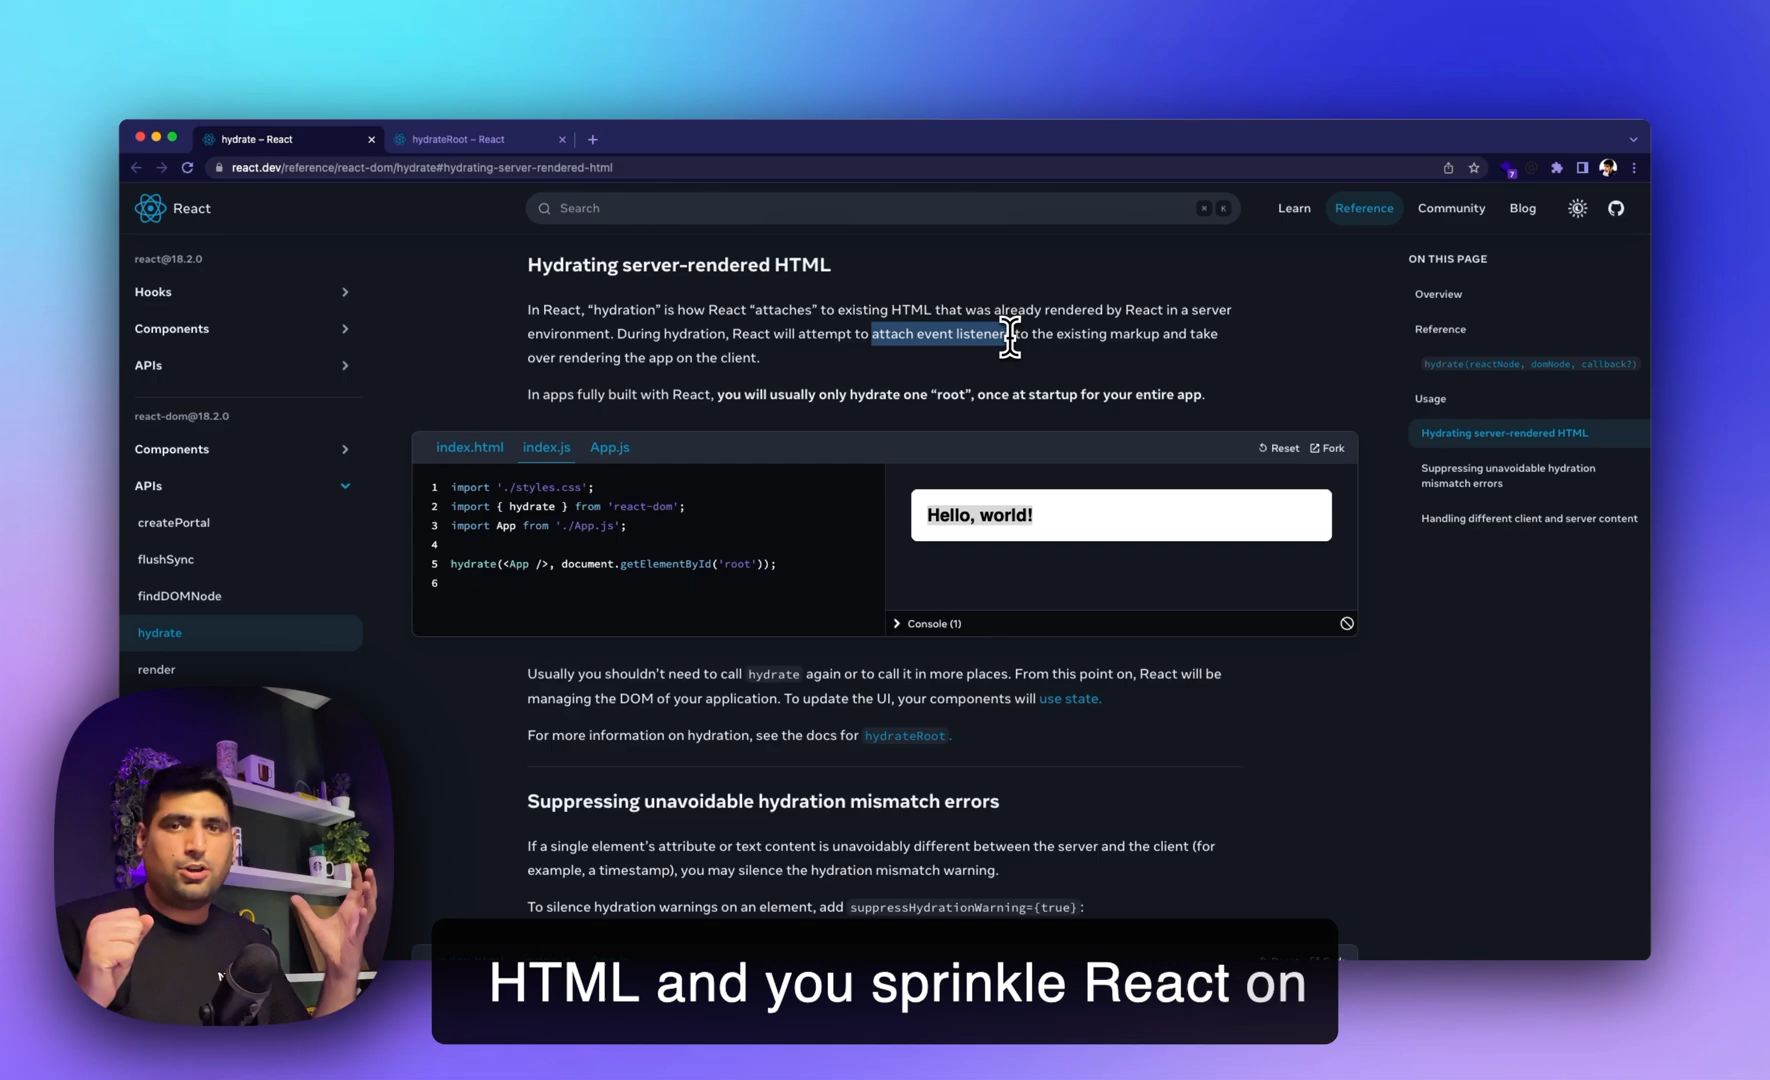 hydrate – React
hydrateRoot – React
react.dev/reference/react-dom/hydrate#hydrating-server-rendered-html
7
React
Search
⌘ K
Learn
Reference
Community
Blog
react@18.2.0
Hooks
Components
APIs
react-dom@18.2.0
Components
APIs
createPortal
flushSync
findDOMNode
hydrate
render
Hydrating server-rendered HTML
In React, “hydration” is how React “attaches” to existing HTML that was already rendered by React in a server
environment. During hydration, React will attempt to attach event listeners to the existing markup and take
over rendering the app on the client.
In apps fully built with React, you will usually only hydrate one “root”, once at startup for your entire app.
index.html
index.js
App.js
Reset
Fork
1 import './styles.css';
2 import { hydrate } from 'react-dom';
3 import App from './App.js';
4
5 hydrate(<App />, document.getElementById('root'));
6
Hello, world!
Console (1)
Usually you shouldn’t need to call hydrate again or to call it in more places. From this point on, React will be
managing the DOM of your application. To update the UI, your components will use state.
For more information on hydration, see the docs for hydrateRoot.
Suppressing unavoidable hydration mismatch errors
If a single element’s attribute or text content is unavoidably different between the server and the client (for
example, a timestamp), you may silence the hydration mismatch warning.
To silence hydration warnings on an element, add suppressHydrationWarning={true}:
ON THIS PAGE
Overview
Reference
hydrate(reactNode, domNode, callback?)
Usage
Hydrating server-rendered HTML
Suppressing unavoidable hydration
mismatch errors
Handling different client and server content
HTML and you sprinkle React on